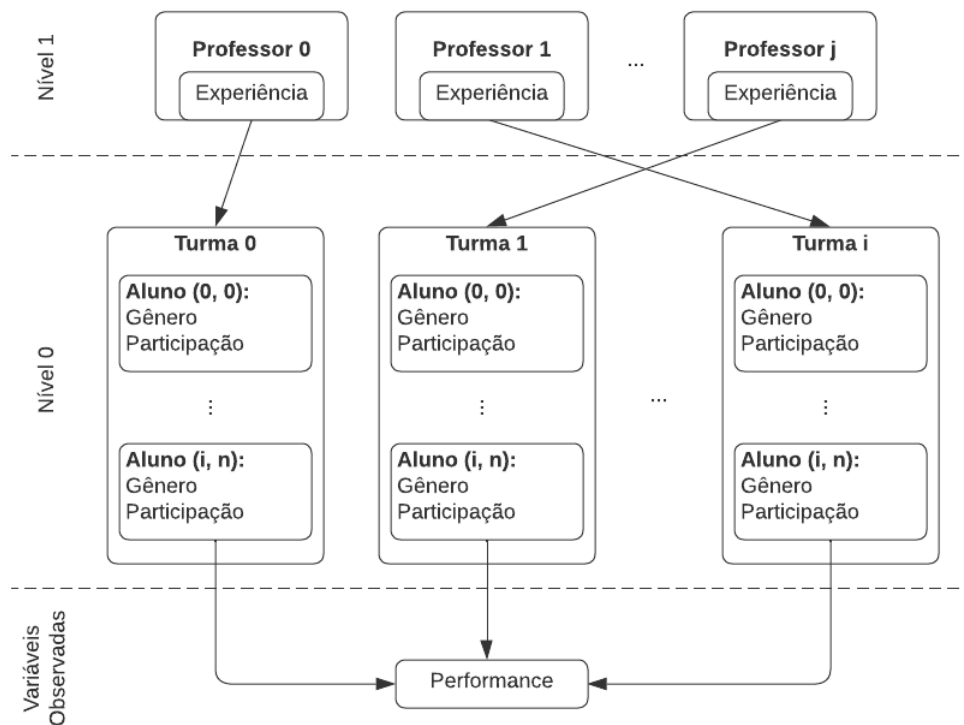 Nível 1
Professor 0
Experiência
Professor 1
Experiência
...
Professor j
Experiência
Nível 0
Turma 0
Aluno (0, 0):
Gênero
Participação
...
Aluno (i, n):
Gênero
Participação
Turma 1
Aluno (0, 0):
Gênero
Participação
...
Aluno (i, n):
Gênero
Participação
...
Turma i
Aluno (0, 0):
Gênero
Participação
...
Aluno (i, n):
Gênero
Participação
Variáveis
Observadas
Performance